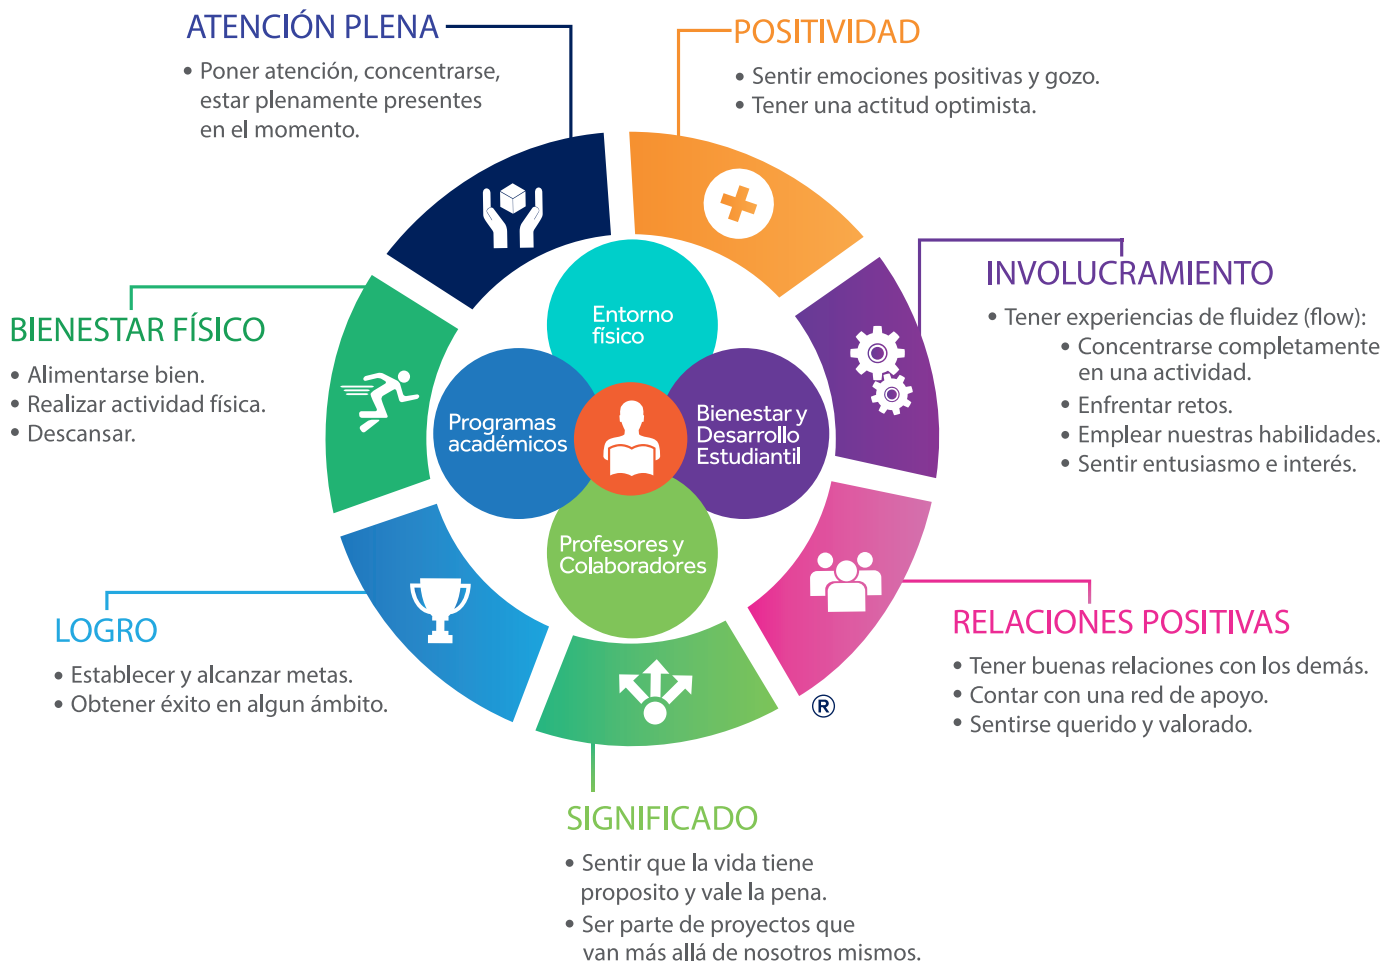 ATENCIÓN PLENA
• Poner atención, concentrarse,
estar plenamente presentes
en el momento.
POSITIVIDAD
• Sentir emociones positivas y gozo.
• Tener una actitud optimista.
INVOLUCRAMIENTO
• Tener experiencias de fluidez (flow):
• Concentrarse completamente
en una actividad.
• Enfrentar retos.
• Emplear nuestras habilidades.
• Sentir entusiasmo e interés.
BIENESTAR FÍSICO
• Alimentarse bien.
• Realizar actividad física.
• Descansar.
Entorno
físico
Programas
académicos
Bienestar y
Desarrollo
Estudiantil
Profesores y
Colaboradores
LOGRO
• Establecer y alcanzar metas.
• Obtener éxito en algun ámbito.
RELACIONES POSITIVAS
• Tener buenas relaciones con los demás.
• Contar con una red de apoyo.
• Sentirse querido y valorado.
®
SIGNIFICADO
• Sentir que la vida tiene
proposito y vale la pena.
• Ser parte de proyectos que
van más allá de nosotros mismos.